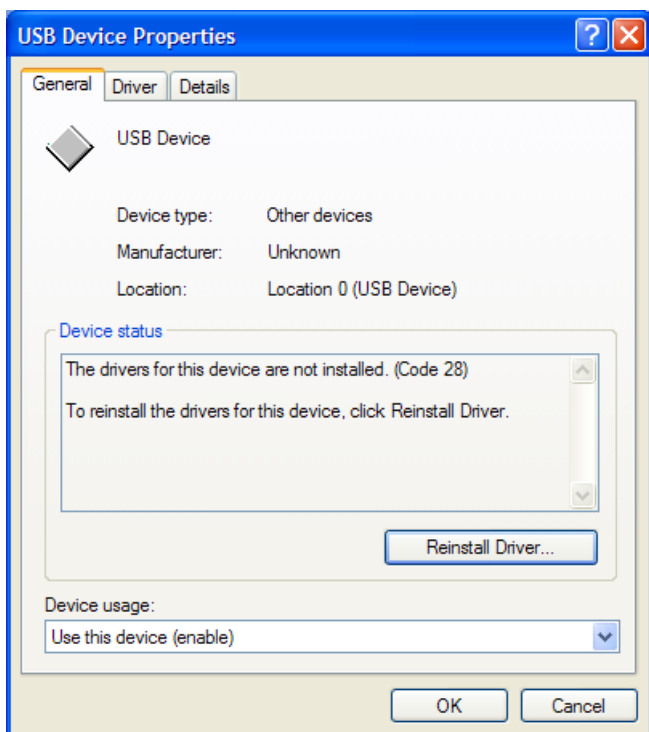 USB Device Properties
General Driver Details
USB Device
Device type: Other devices
Manufacturer: Unknown
Location: Location 0 (USB Device)
Device status
The drivers for this device are not installed. (Code 28)
To reinstall the drivers for this device, click Reinstall Driver.
Reinstall Driver...
Device usage:
Use this device (enable)
OK Cancel